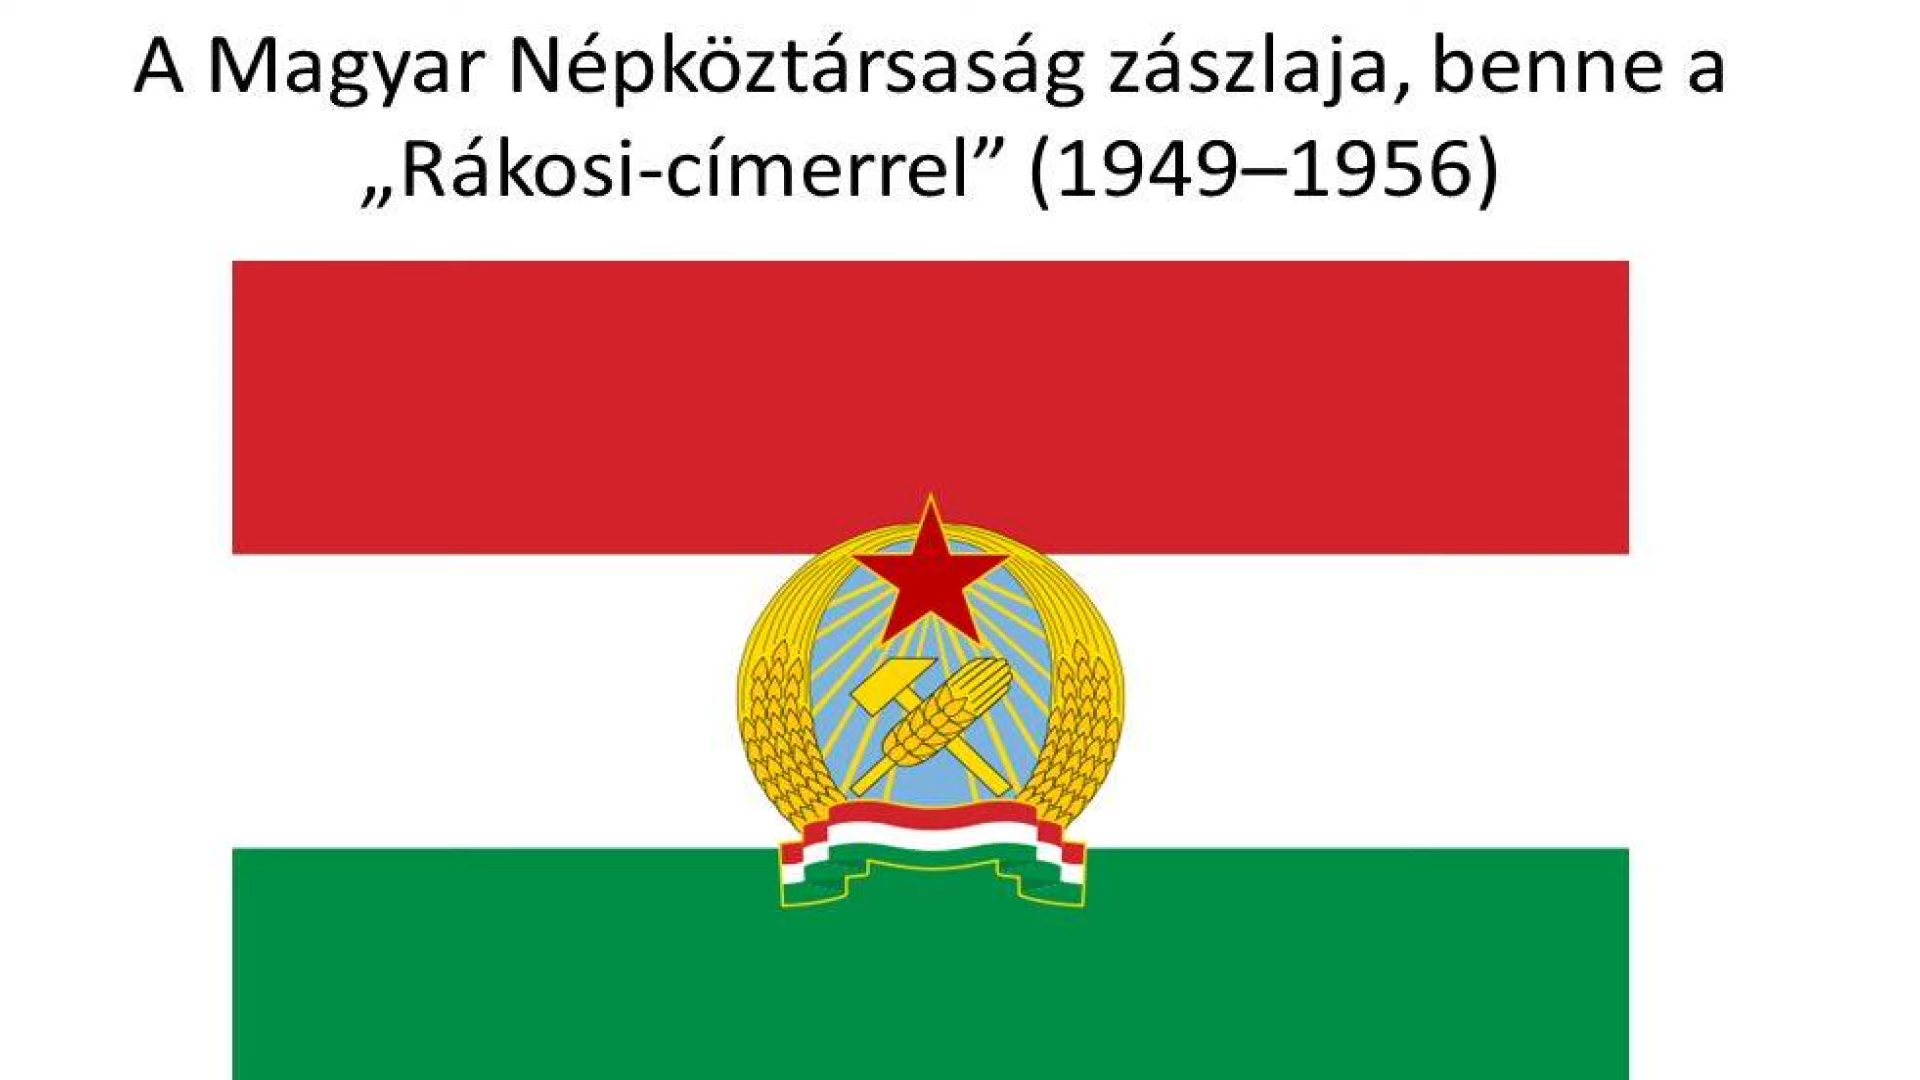 A Magyar Népköztársaság zászlaja, benne a
„Rákosi-címerrel” (1949–1956)